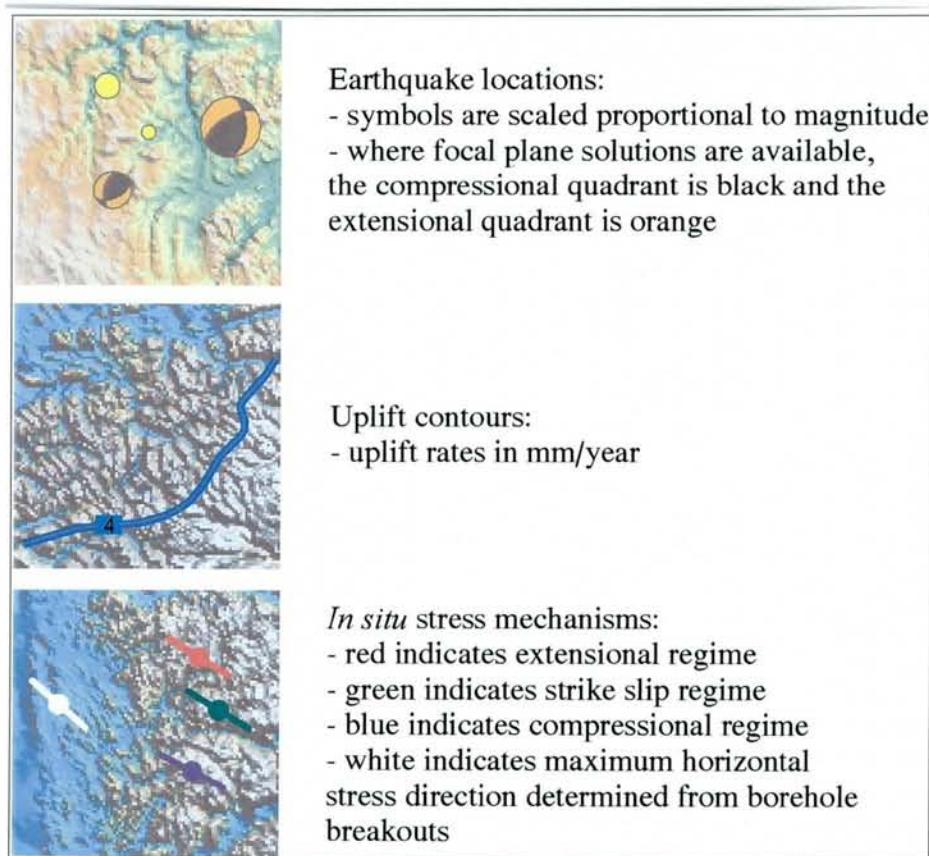 Earthquake locations:
- symbols are scaled proportional to magnitude
- where focal plane solutions are available,
the compressional quadrant is black and the
extensional quadrant is orange
4
Uplift contours:
- uplift rates in mm/year
In situ stress mechanisms:
- red indicates extensional regime
- green indicates strike slip regime
- blue indicates compressional regime
- white indicates maximum horizontal
stress direction determined from borehole
breakouts